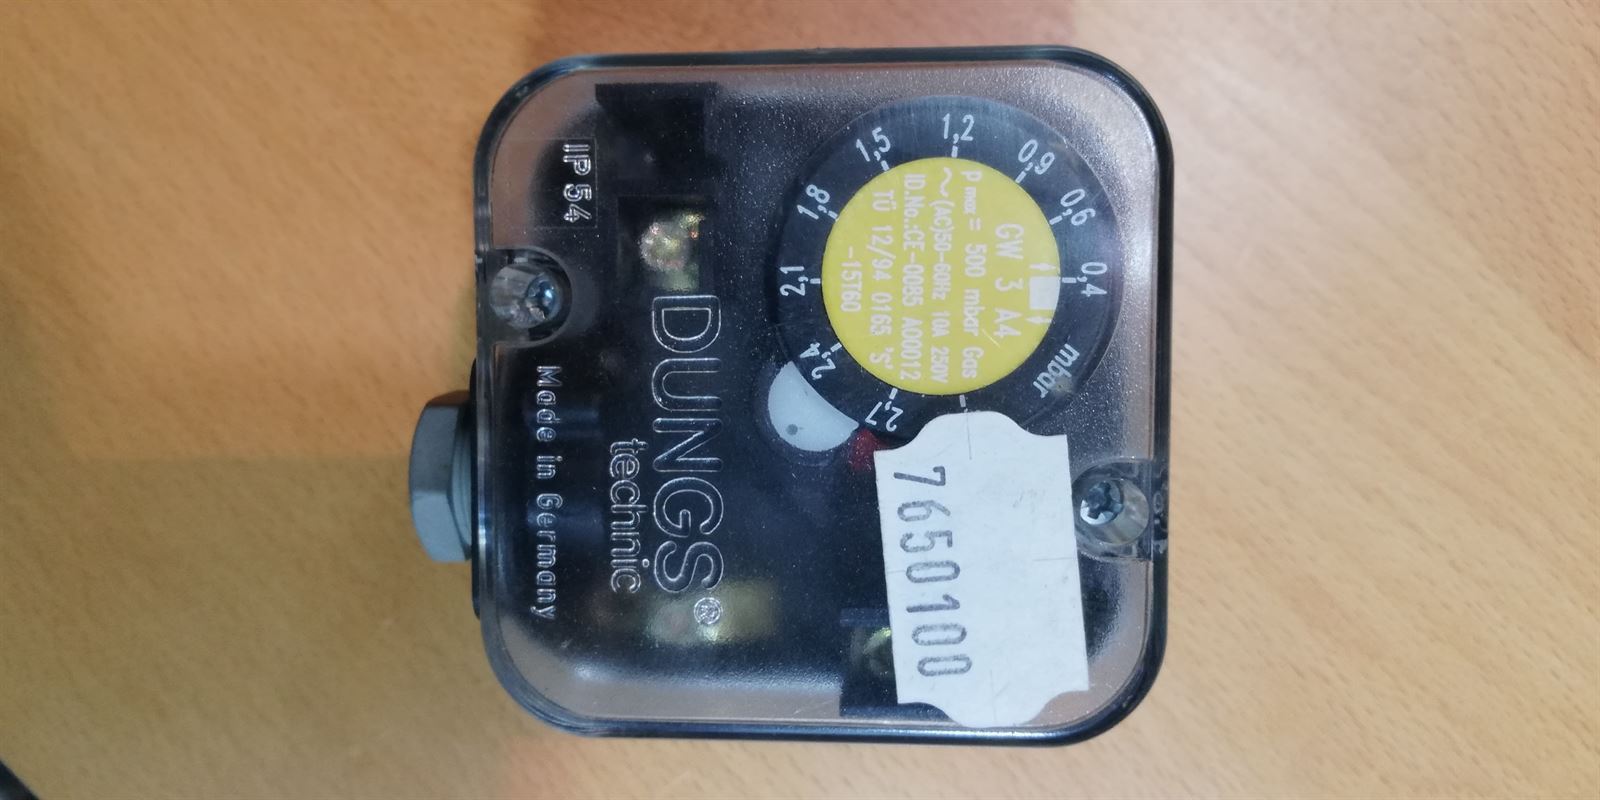 GW 3 A4
p max = 500 mbar Gas
~(AC)50-60Hz 10A 250V
ID.No.:CE-0085 A00012
TÜ 12/94 0165 'S'
-15T60
mbar
0,4
0,6
0,9
1,2
1,5
1,8
2,1
2,4
2,7
7650100
DUNGS®
technic
IP 54
Made in Germany